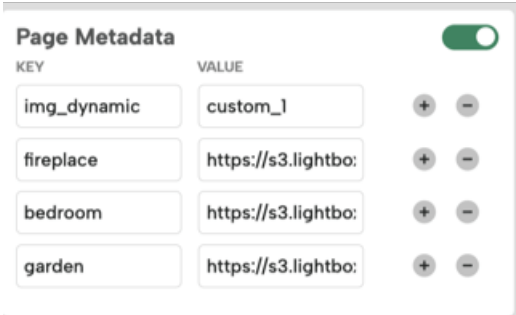 Page Metadata
KEY VALUE
img_dynamic custom_1
fireplace https://s3.lightbo
bedroom https://s3.lightbo
garden https://s3.lightbo